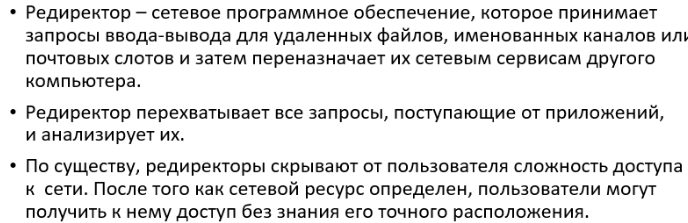 • Редиректор – сетевое программное обеспечение, которое принимает
запросы ввода-вывода для удаленных файлов, именованных каналов или
почтовых слотов и затем переназначает их сетевым сервисам другого
компьютера.
• Редиректор перехватывает все запросы, поступающие от приложений,
и анализирует их.
• По существу, редиректоры скрывают от пользователя сложность доступа
к сети. После того как сетевой ресурс определен, пользователи могут
получить к нему доступ без знания его точного расположения.